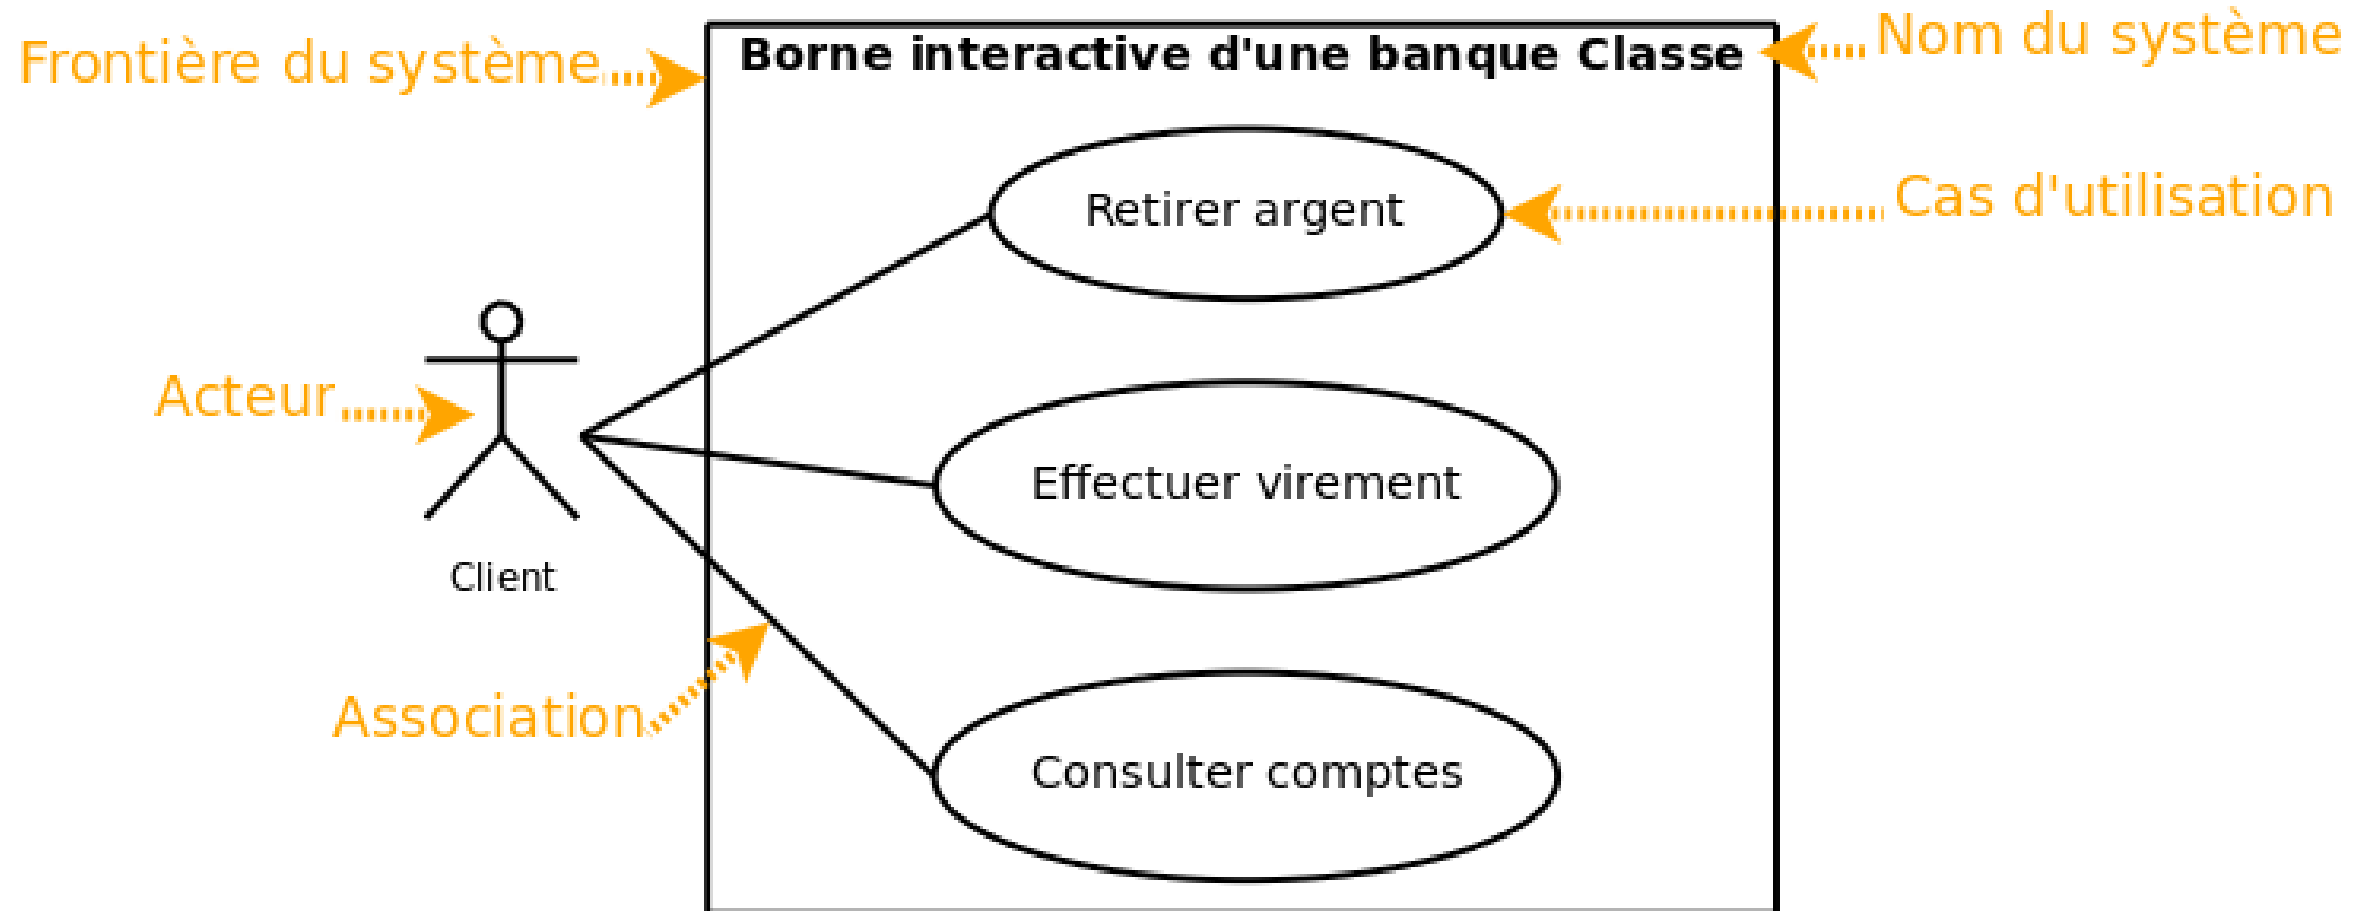 Nom du système
Frontière du système
Borne interactive d'une banque Classe
Retirer argent
Cas d'utilisation
Acteur
Effectuer virement
Client
Association
Consulter comptes